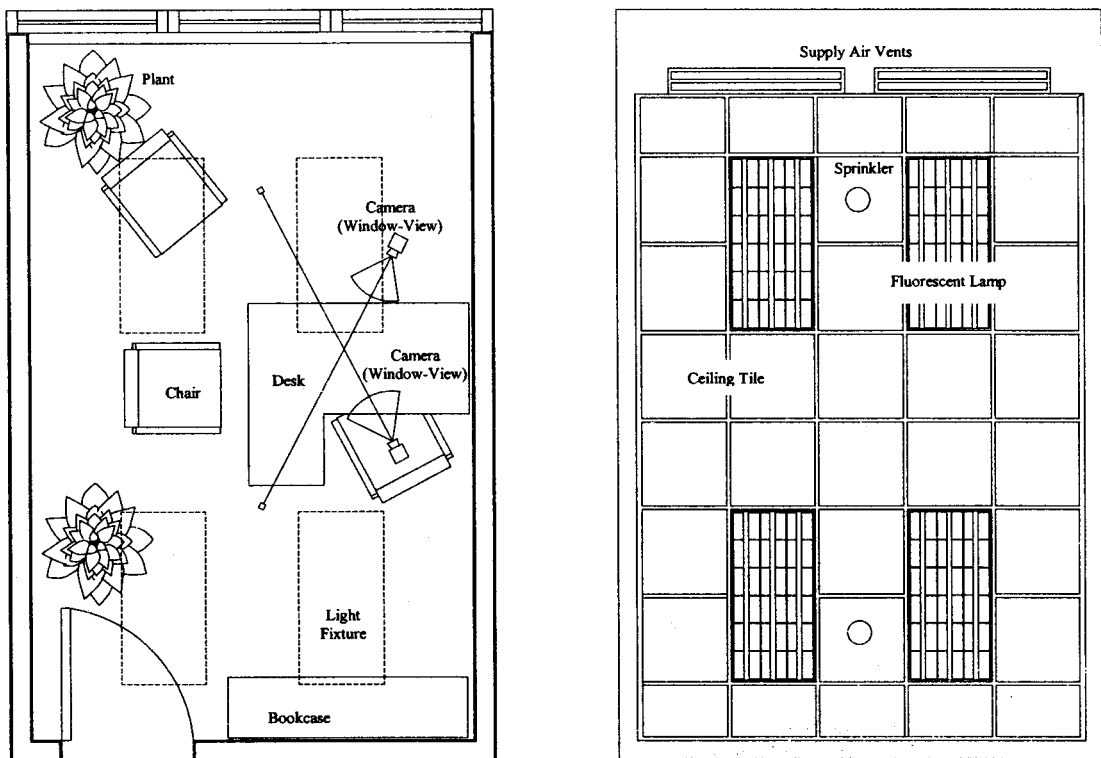 Plant
Camera
(Window-View)
Camera
(Window-View)
Desk
Chair
Light
Fixture
Bookcase
Supply Air Vents
Sprinkler
Fluorescent Lamp
Ceiling Tile